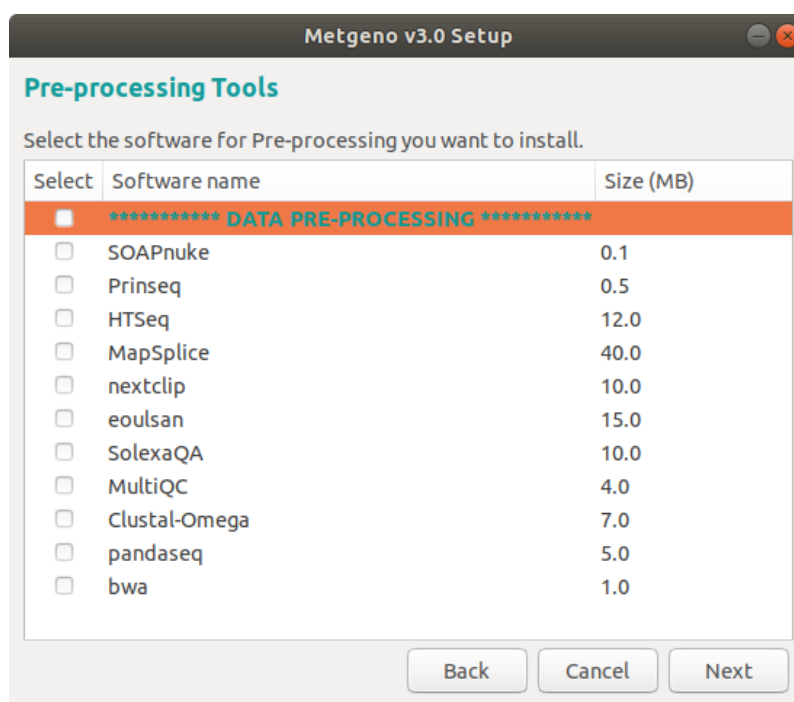 Metgeno v3.0 Setup
Pre-processing Tools
Select the software for Pre-processing you want to install.
Select Software name Size (MB)
*********** DATA PRE-PROCESSING ***********
SOAPnuke 0.1
Prinseq 0.5
HTSeq 12.0
MapSplice 40.0
nextclip 10.0
eoulsan 15.0
SolexaQA 10.0
MultiQC 4.0
Clustal-Omega 7.0
pandaseq 5.0
bwa 1.0
Back Cancel Next